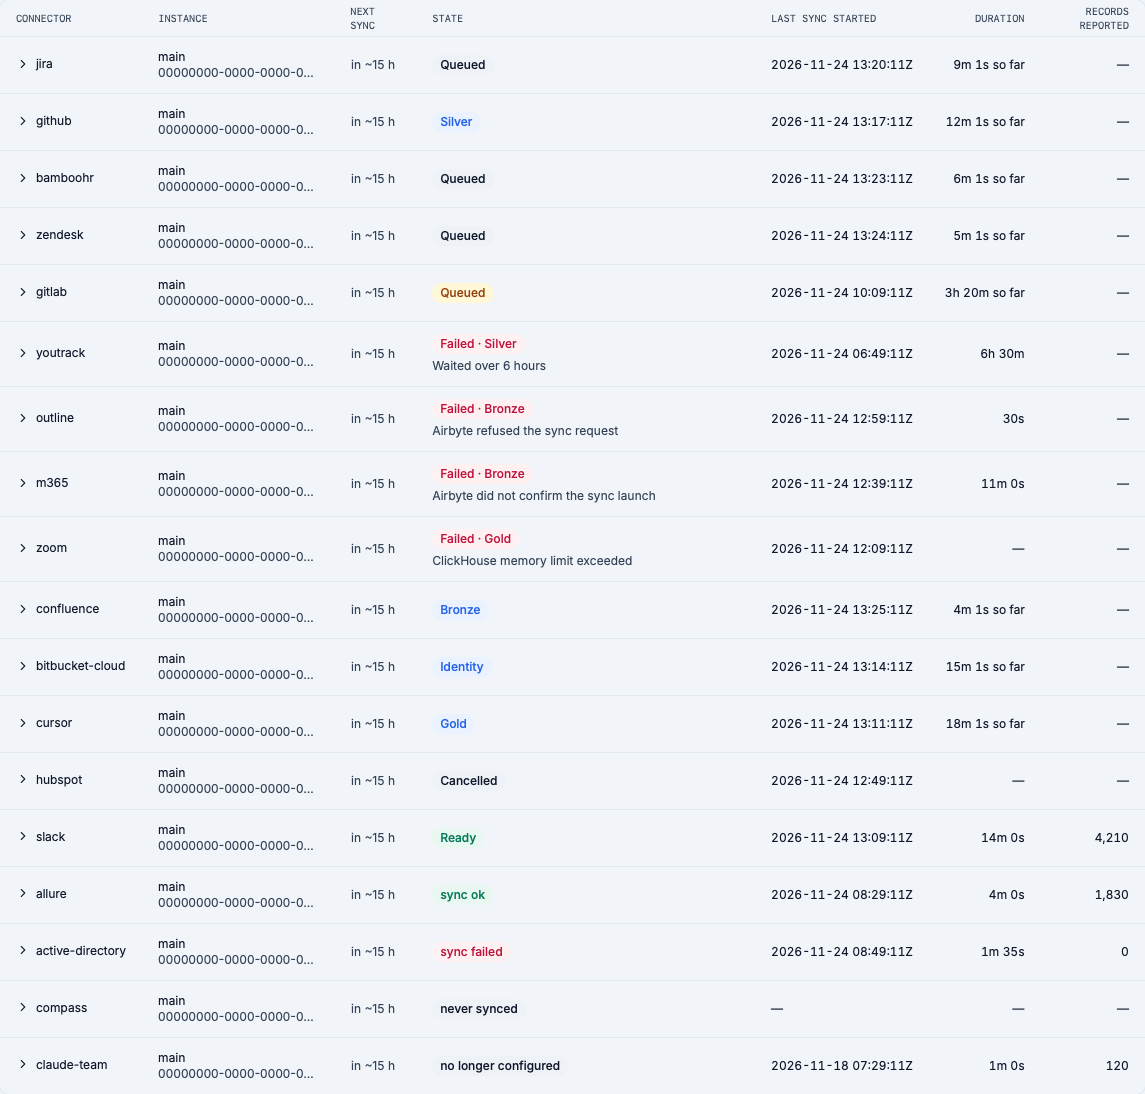 CONNECTOR INSTANCE NEXT SYNC STATE LAST SYNC STARTED DURATION RECORDS REPORTED
jira main 00000000-0000-0000-0... in ~15 h Queued 2026-11-24 13:20:11Z 9m 1s so far —
github main 00000000-0000-0000-0... in ~15 h Silver 2026-11-24 13:17:11Z 12m 1s so far —
bamboohr main 00000000-0000-0000-0... in ~15 h Queued 2026-11-24 13:23:11Z 6m 1s so far —
zendesk main 00000000-0000-0000-0... in ~15 h Queued 2026-11-24 13:24:11Z 5m 1s so far —
gitlab main 00000000-0000-0000-0... in ~15 h Queued 2026-11-24 10:09:11Z 3h 20m so far —
youtrack main 00000000-0000-0000-0... in ~15 h Failed · Silver Waited over 6 hours 2026-11-24 06:49:11Z 6h 30m —
outline main 00000000-0000-0000-0... in ~15 h Failed · Bronze Airbyte refused the sync request 2026-11-24 12:59:11Z 30s —
m365 main 00000000-0000-0000-0... in ~15 h Failed · Bronze Airbyte did not confirm the sync launch 2026-11-24 12:39:11Z 11m 0s —
zoom main 00000000-0000-0000-0... in ~15 h Failed · Gold ClickHouse memory limit exceeded 2026-11-24 12:09:11Z — —
confluence main 00000000-0000-0000-0... in ~15 h Bronze 2026-11-24 13:25:11Z 4m 1s so far —
bitbucket-cloud main 00000000-0000-0000-0... in ~15 h Identity 2026-11-24 13:14:11Z 15m 1s so far —
cursor main 00000000-0000-0000-0... in ~15 h Gold 2026-11-24 13:11:11Z 18m 1s so far —
hubspot main 00000000-0000-0000-0... in ~15 h Cancelled 2026-11-24 12:49:11Z — —
slack main 00000000-0000-0000-0... in ~15 h Ready 2026-11-24 13:09:11Z 14m 0s 4,210
allure main 00000000-0000-0000-0... in ~15 h sync ok 2026-11-24 08:29:11Z 4m 0s 1,830
active-directory main 00000000-0000-0000-0... in ~15 h sync failed 2026-11-24 08:49:11Z 1m 35s 0
compass main 00000000-0000-0000-0... in ~15 h never synced — — —
claude-team main 00000000-0000-0000-0... in ~15 h no longer configured 2026-11-18 07:29:11Z 1m 0s 120